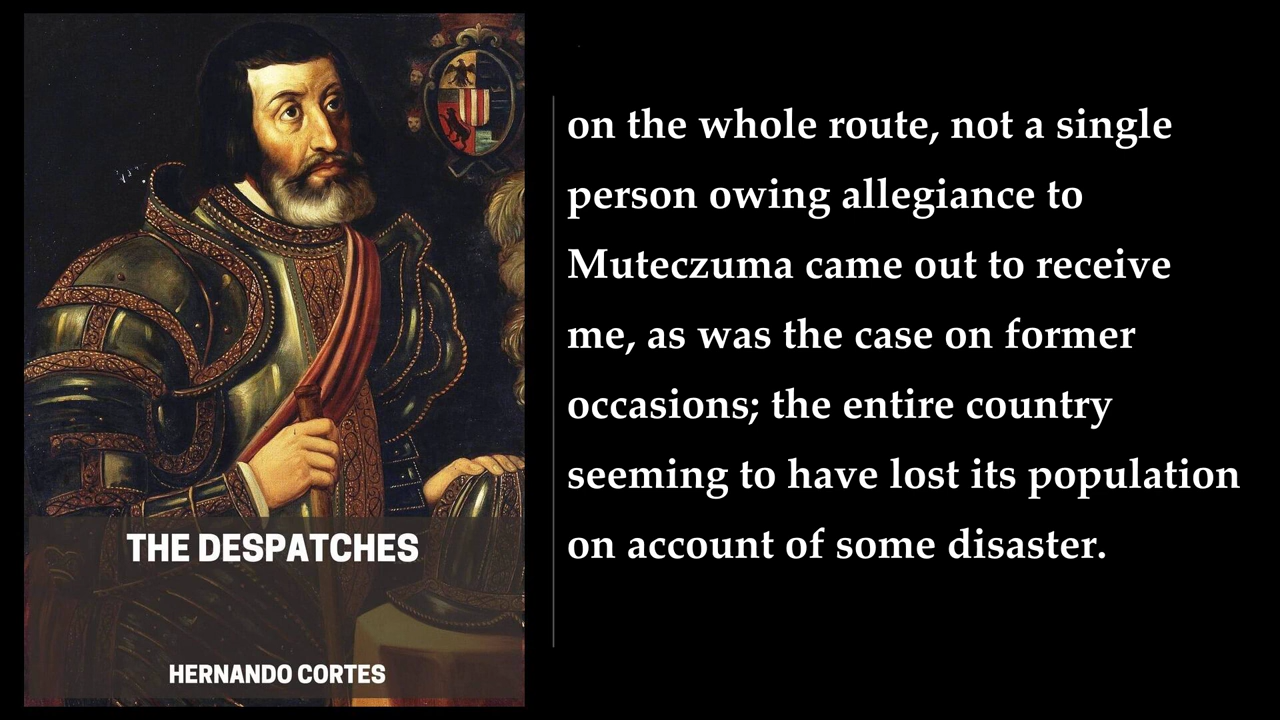 THE DESPATCHES
HERNANDO CORTES
on the whole route, not a single
person owing allegiance to
Muteczuma came out to receive
me, as was the case on former
occasions; the entire country
seeming to have lost its population
on account of some disaster.